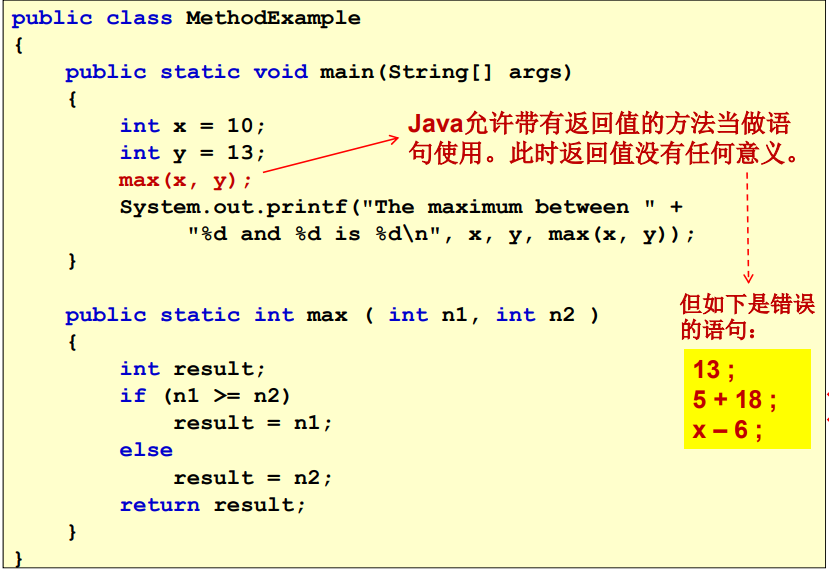 public class MethodExample
{
    public static void main(String[] args)
    {
        int x = 10;
        int y = 13;
        max(x, y);
        System.out.printf("The maximum between " +
             "%d and %d is %d\n", x, y, max(x, y));
    }

    public static int max ( int n1, int n2 )
    {
        int result;
        if (n1 >= n2)
            result = n1;
        else
            result = n2;
        return result;
    }
}
Java允许带有返回值的方法当做语
句使用。此时返回值没有任何意义。
但如下是错误
的语句：
13 ;
5 + 18 ;
x – 6 ;